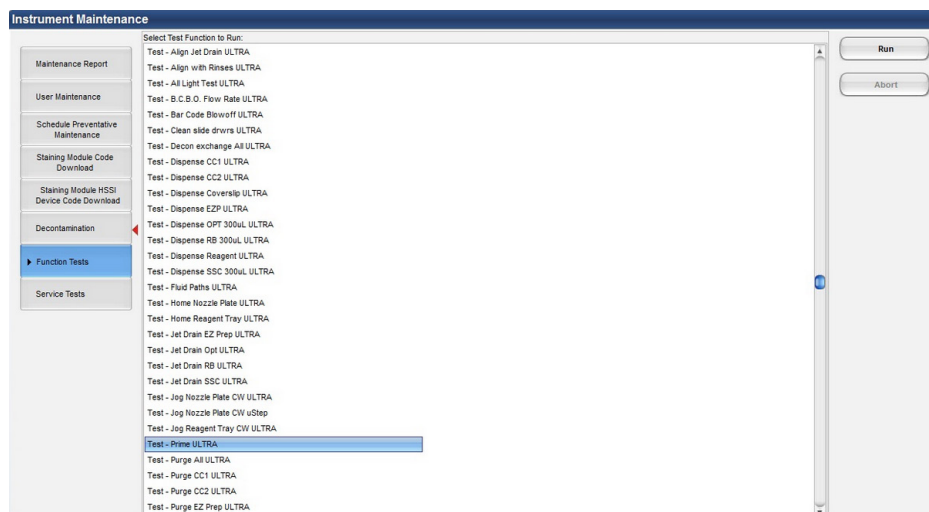 Instrument Maintenance
Select Test Function to Run:
Maintenance Report
User Maintenance
Schedule Preventative
Maintenance
Staining Module Code
Download
Staining Module HSSI
Device Code Download
Decontamination
Function Tests
Service Tests
Test - Align Jet Drain ULTRA
Test - Align with Rinses ULTRA
Test - All Light Test ULTRA
Test - B.C.B.O. Flow Rate ULTRA
Test - Bar Code Blowoff ULTRA
Test - Clean slide drwrs ULTRA
Test - Decon exchange All ULTRA
Test - Dispense CC1 ULTRA
Test - Dispense CC2 ULTRA
Test - Dispense Coverslip ULTRA
Test - Dispense EZP ULTRA
Test - Dispense OPT 300uL ULTRA
Test - Dispense RB 300uL ULTRA
Test - Dispense Reagent ULTRA
Test - Dispense SSC 300uL ULTRA
Test - Fluid Paths ULTRA
Test - Home Nozzle Plate ULTRA
Test - Home Reagent Tray ULTRA
Test - Jet Drain EZ Prep ULTRA
Test - Jet Drain Opt ULTRA
Test - Jet Drain RB ULTRA
Test - Jet Drain SSC ULTRA
Test - Jog Nozzle Plate CW ULTRA
Test - Jog Nozzle Plate CW uStep
Test - Jog Reagent Tray CW ULTRA
Test - Prime ULTRA
Test - Purge All ULTRA
Test - Purge CC1 ULTRA
Test - Purge CC2 ULTRA
Test - Purge EZ Prep ULTRA
Run
Abort